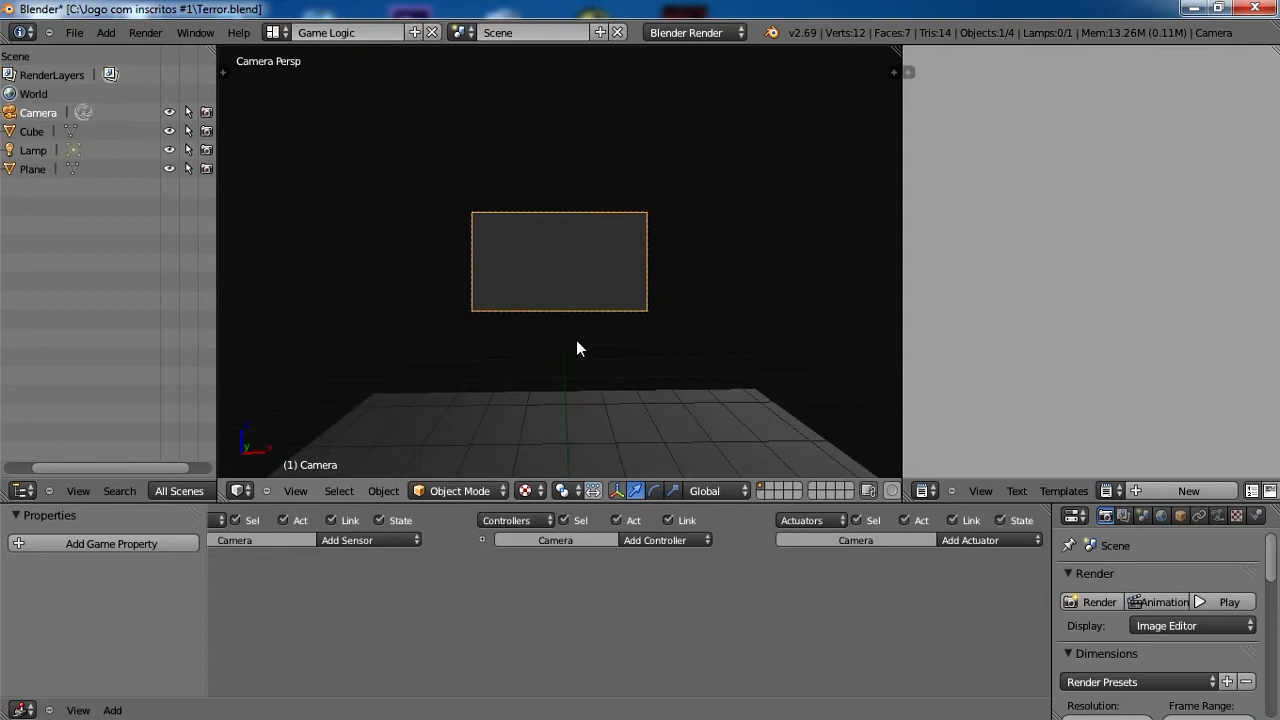 Blender* [C:\Jogo com inscritos #1\Terror.blend]
File Add Render Window Help Game Logic Scene Blender Render v2.69 | Verts:12 | Faces:7 | Tris:14 | Objects:1/4 | Lamps:0/1 | Mem:13.26M (0.11M) | Camera
Scene
RenderLayers |
World
Camera |
Cube |
Lamp |
Plane |
Camera Persp
(1) Camera
View Search All Scenes
View Select Object Object Mode Global
View Text Templates New
Properties
Add Game Property
Sel Act Link State
Camera Add Sensor
Controllers Sel Act Link
Camera Add Controller
Actuators Sel Act Link State
Camera Add Actuator
Scene
Render
Render Animation Play
Display: Image Editor
Dimensions
Render Presets
Resolution: Frame Range:
View Add